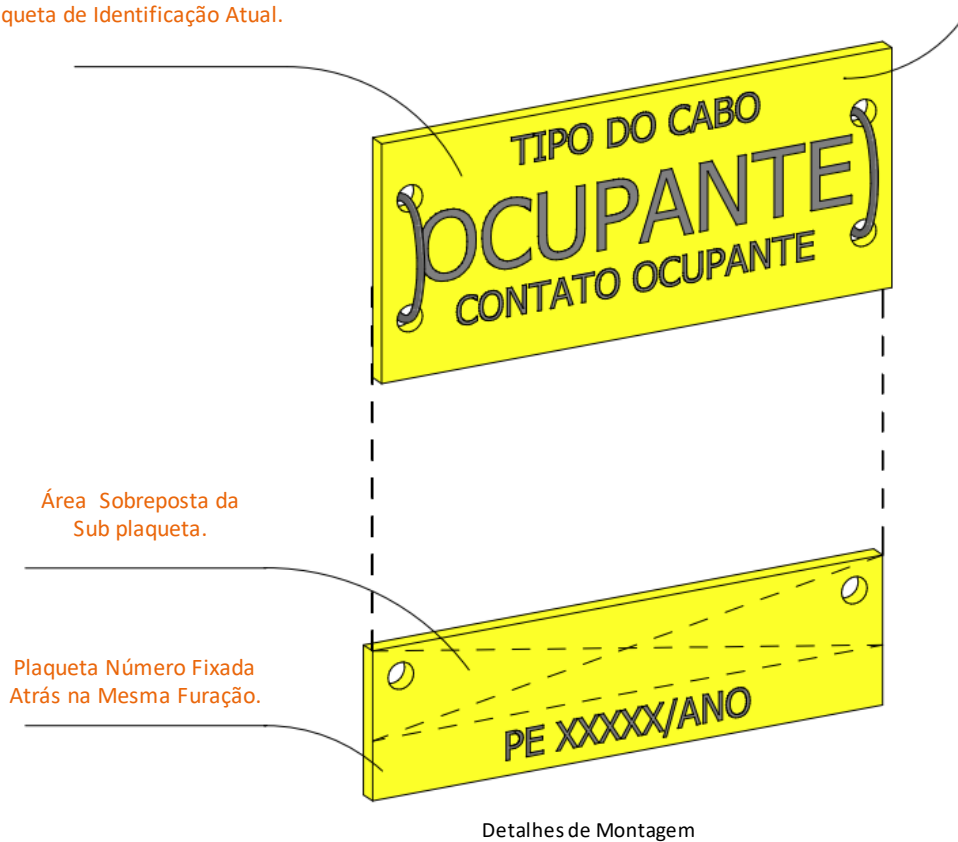 queta de Identificação Atual.
TIPO DO CABO
OCUPANTE
CONTATO OCUPANTE
Área Sobreposta da
Sub plaqueta.
Plaqueta Número Fixada
Atrás na Mesma Furação.
PE XXXXX/ANO
Detalhes de Montagem